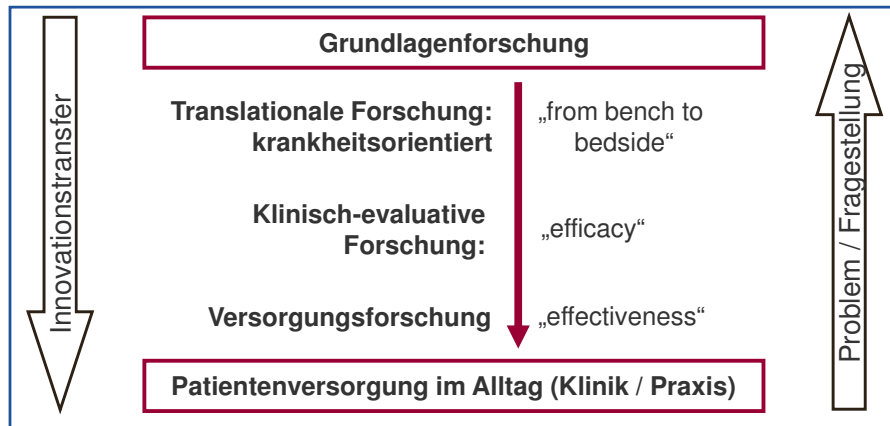 Grundlagenforschung
Innovationstransfer
Translationale Forschung:
krankheitsorientiert
„from bench to
bedside“
Klinisch-evaluative
Forschung:
„efficacy“
Versorgungsforschung
„effectiveness“
Patientenversorgung im Alltag (Klinik / Praxis)
Problem / Fragestellung